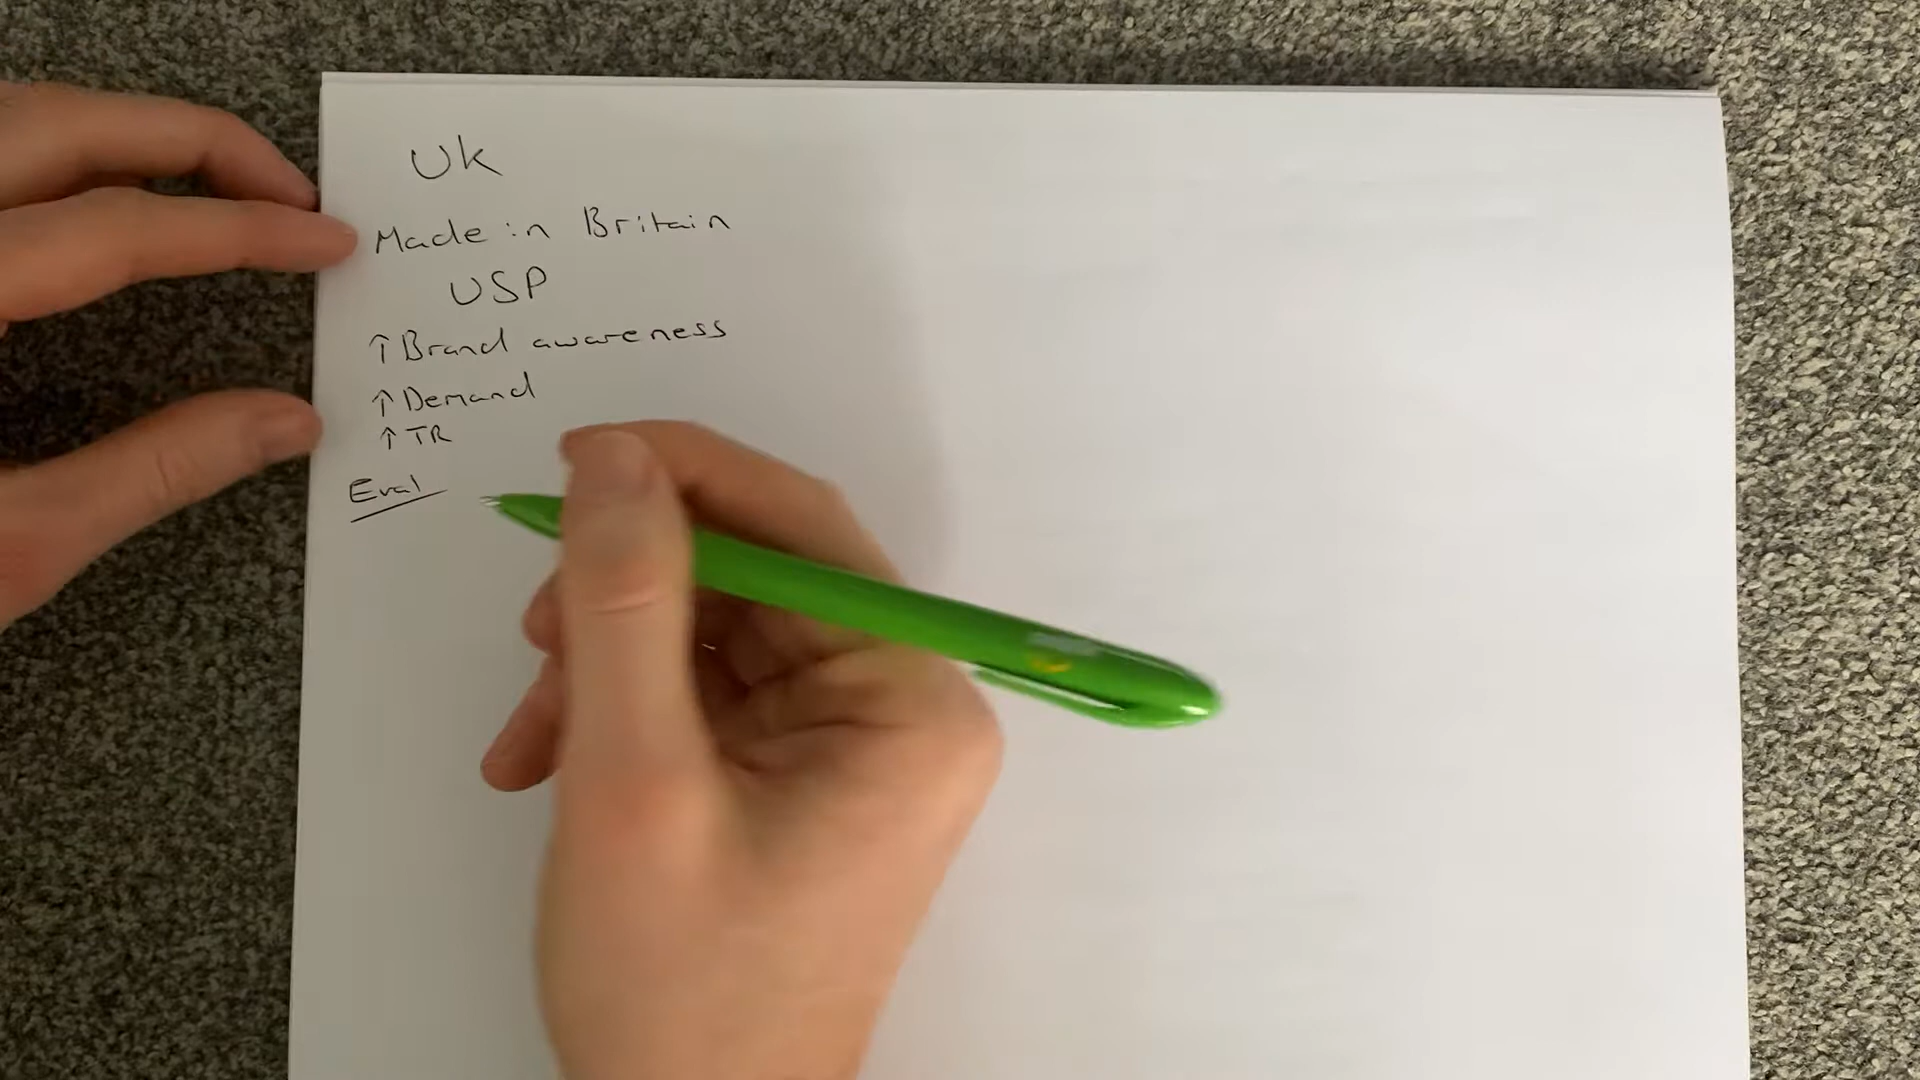 Uk
Made in Britain
USP
↑ Brand awareness
↑ Demand
↑ TR
Eval